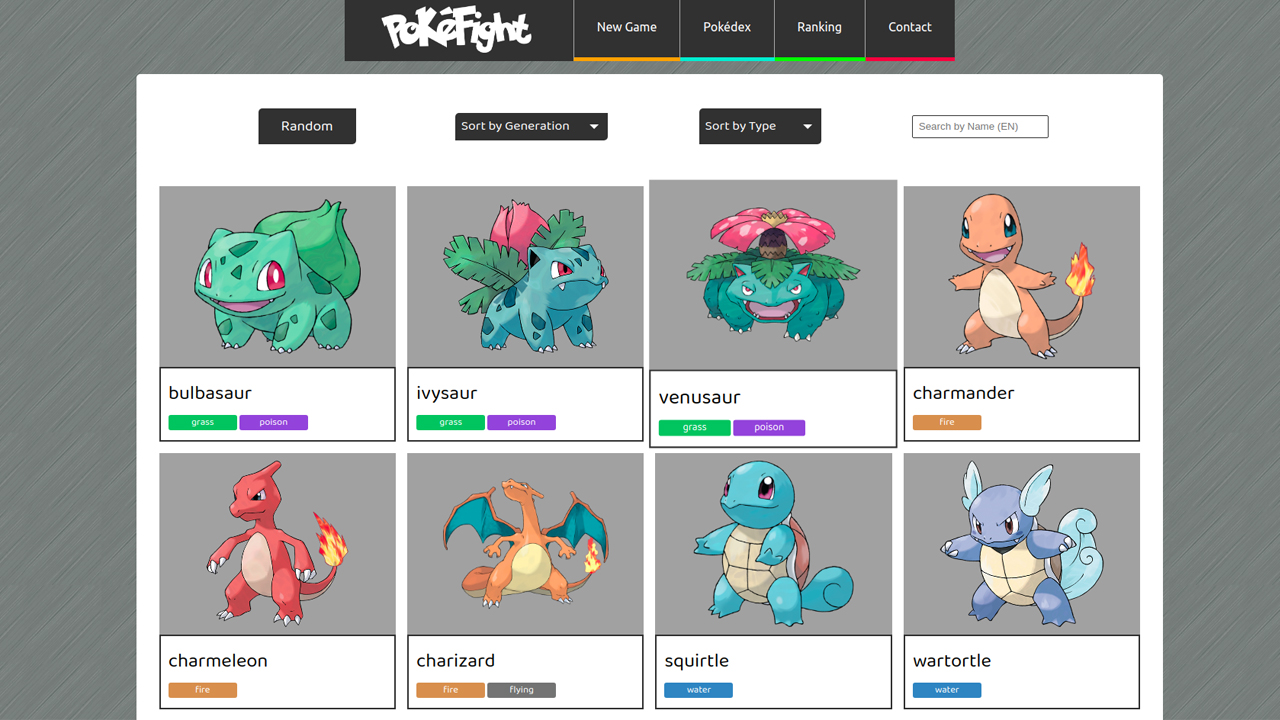 PoKéFight
New Game
Pokédex
Ranking
Contact
Random
Sort by Generation
Sort by Type
Search by Name (EN)
bulbasaur
grass poison
ivysaur
grass poison
venusaur
grass poison
charmander
fire
charmeleon
fire
charizard
fire flying
squirtle
water
wartortle
water